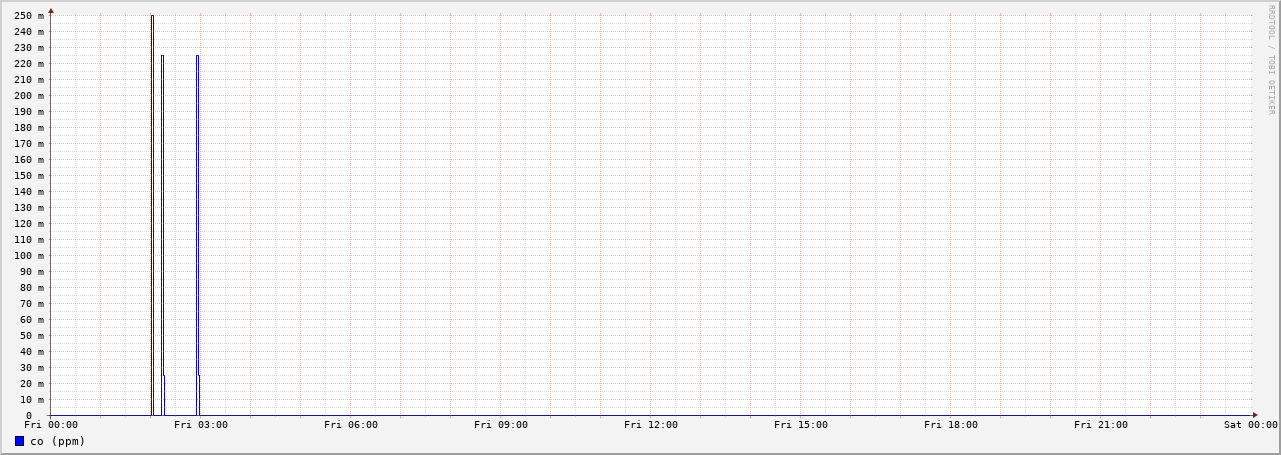 250 m
240 m
230 m
220 m
210 m
200 m
190 m
180 m
170 m
160 m
150 m
140 m
130 m
120 m
110 m
100 m
90 m
80 m
70 m
60 m
50 m
40 m
30 m
20 m
10 m
0
Fri 00:00 Fri 03:00 Fri 06:00 Fri 09:00 Fri 12:00 Fri 15:00 Fri 18:00 Fri 21:00 Sat 00:00
co (ppm)
RRDTOOL / TOBI OETIKER